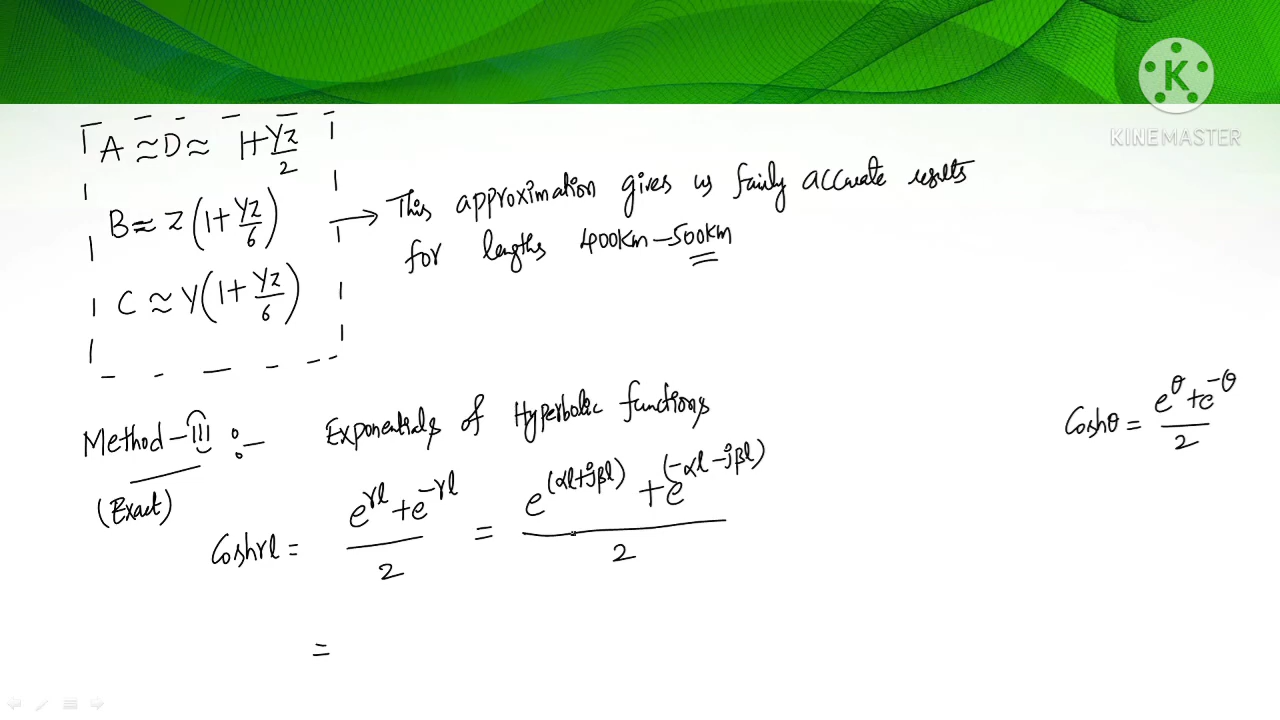 K
KINEMASTER
A ≈ D ≈ 1+YZ/2
B ≈ Z(1+YZ/6)
C ≈ Y(1+YZ/6)
→ This approximation gives us fairly accurate results
for lengths 400Km-500Km
Method-III :-
(Exact)
Exponentials of Hyperbolic functions
Coshθ = (e^θ+e^-θ)/2
Coshγl = (e^γl+e^-γl)/2 = (e^(αl+jβl) + e^(-αl-jβl))/2
=